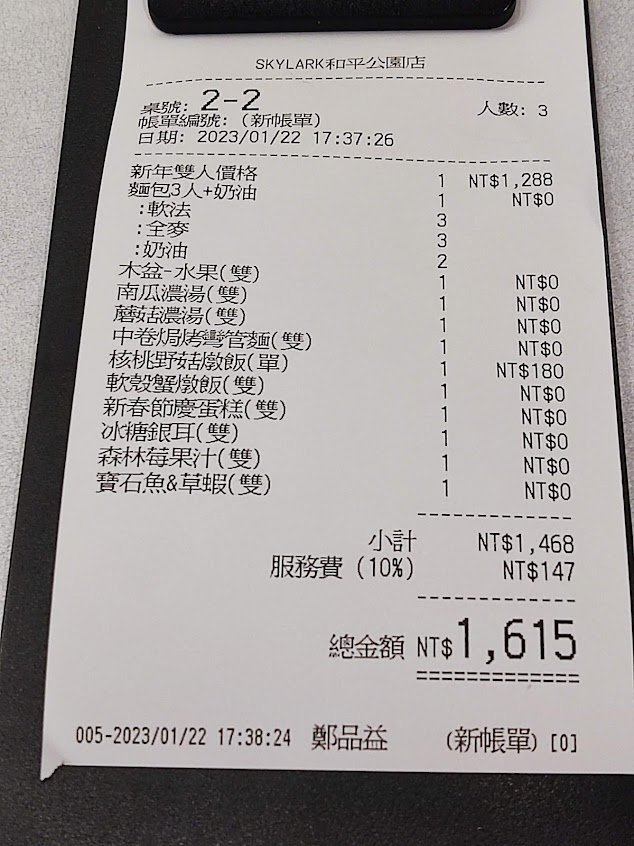 SKYLARK和平公園店
桌號: 2-2 人數: 3
帳單編號: (新帳單)
日期: 2023/01/22 17:37:26
新年雙人價格 1 NT$1,288
麵包3人+奶油 1 NT$0
:軟法 3
:全麥 3
:奶油 2
木盆-水果(雙) 1 NT$0
南瓜濃湯(雙) 1 NT$0
蘑菇濃湯(雙) 1 NT$0
中卷焗烤彎管麵(雙) 1 NT$0
核桃野菇燉飯(單) 1 NT$180
軟殼蟹燉飯(雙) 1 NT$0
新春節慶蛋糕(雙) 1 NT$0
冰糖銀耳(雙) 1 NT$0
森林莓果汁(雙) 1 NT$0
寶石魚&草蝦(雙) 1 NT$0
小計 NT$1,468
服務費 (10%) NT$147
總金額 NT$1,615
005-2023/01/22 17:38:24 鄭品益 (新帳單) [0]